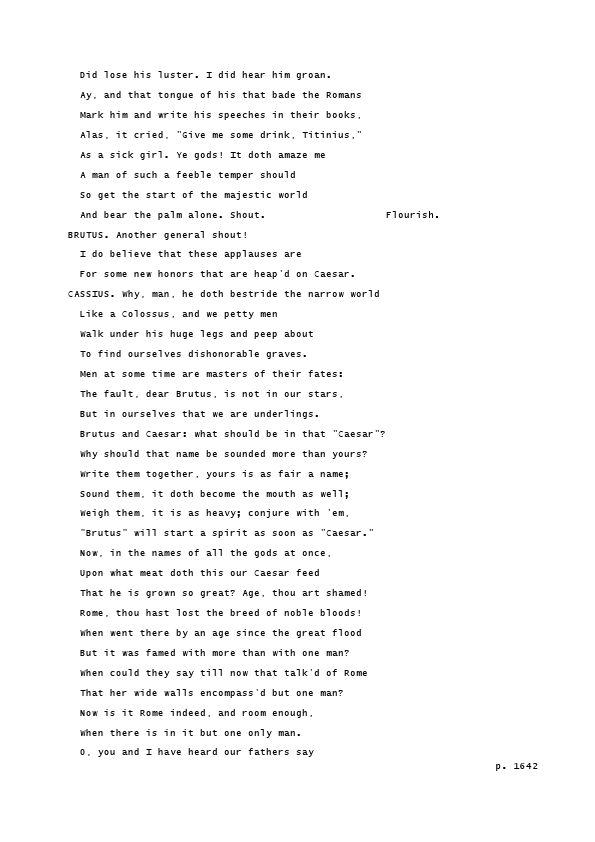 Did lose his luster. I did hear him groan.
Ay, and that tongue of his that bade the Romans
Mark him and write his speeches in their books,
Alas, it cried, "Give me some drink, Titinius,"
As a sick girl. Ye gods! It doth amaze me
A man of such a feeble temper should
So get the start of the majestic world
And bear the palm alone. Shout. Flourish.
BRUTUS. Another general shout!
I do believe that these applauses are
For some new honors that are heap'd on Caesar.
CASSIUS. Why, man, he doth bestride the narrow world
Like a Colossus, and we petty men
Walk under his huge legs and peep about
To find ourselves dishonorable graves.
Men at some time are masters of their fates:
The fault, dear Brutus, is not in our stars,
But in ourselves that we are underlings.
Brutus and Caesar: what should be in that "Caesar"?
Why should that name be sounded more than yours?
Write them together, yours is as fair a name;
Sound them, it doth become the mouth as well;
Weigh them, it is as heavy; conjure with 'em,
"Brutus" will start a spirit as soon as "Caesar."
Now, in the names of all the gods at once,
Upon what meat doth this our Caesar feed
That he is grown so great? Age, thou art shamed!
Rome, thou hast lost the breed of noble bloods!
When went there by an age since the great flood
But it was famed with more than with one man?
When could they say till now that talk'd of Rome
That her wide walls encompass'd but one man?
Now is it Rome indeed, and room enough,
When there is in it but one only man.
O, you and I have heard our fathers say
p. 1642